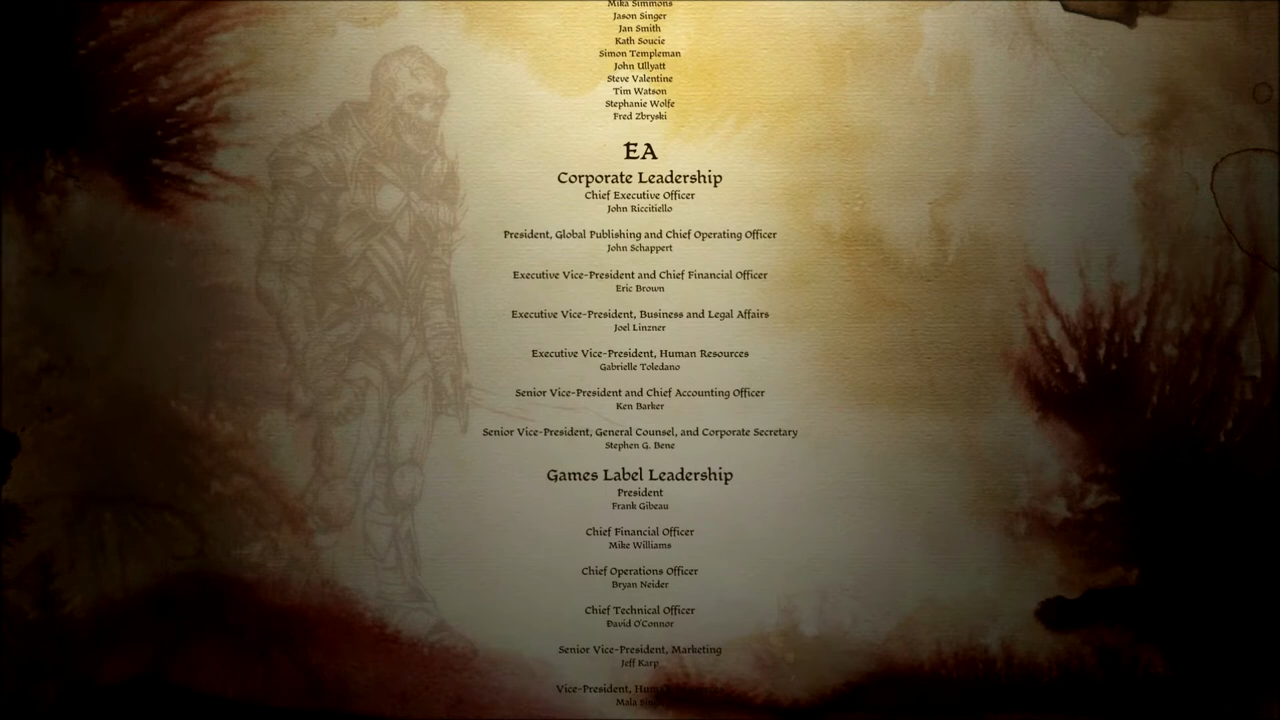 Mika Simmons
Jason Singer
Jan Smith
Kath Soucie
Simon Templeman
John Ullyatt
Steve Valentine
Tim Watson
Stephanie Wolfe
Fred Zbryski
EA
Corporate Leadership
Chief Executive Officer
John Riccitiello
President, Global Publishing and Chief Operating Officer
John Schappert
Executive Vice-President and Chief Financial Officer
Eric Brown
Executive Vice-President, Business and Legal Affairs
Joel Linzner
Executive Vice-President, Human Resources
Gabrielle Toledano
Senior Vice-President and Chief Accounting Officer
Ken Barker
Senior Vice-President, General Counsel, and Corporate Secretary
Stephen G. Bene
Games Label Leadership
President
Frank Gibeau
Chief Financial Officer
Mike Williams
Chief Operations Officer
Bryan Neider
Chief Technical Officer
David O'Connor
Senior Vice-President, Marketing
Jeff Karp
Vice-President, Human Resources
Mala